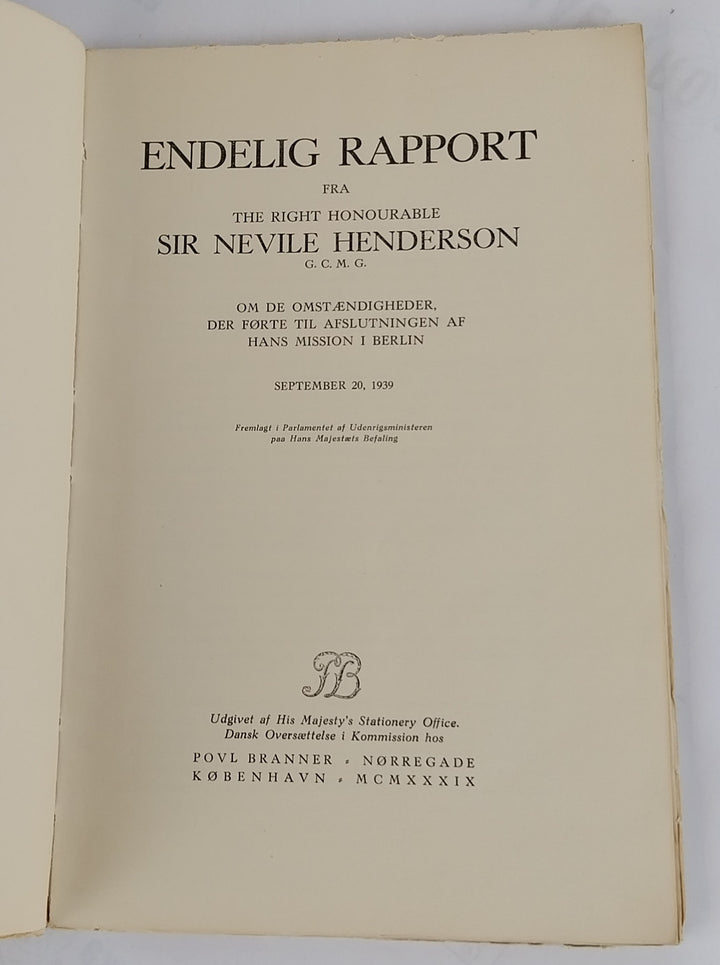 ENDELIG RAPPORT
FRA
THE RIGHT HONOURABLE
SIR NEVILE HENDERSON
G. C. M. G.
OM DE OMSTÆNDIGHEDER,
DER FØRTE TIL AFSLUTNINGEN AF
HANS MISSION I BERLIN
SEPTEMBER 20, 1939
Fremlagt i Parlamentet af Udenrigsministeren
paa Hans Majestæts Befaling
PB
Udgivet af His Majesty's Stationery Office.
Dansk Oversættelse i Kommission hos
POVL BRANNER * NØRREGADE
KØBENHAVN * MCMXXXIX